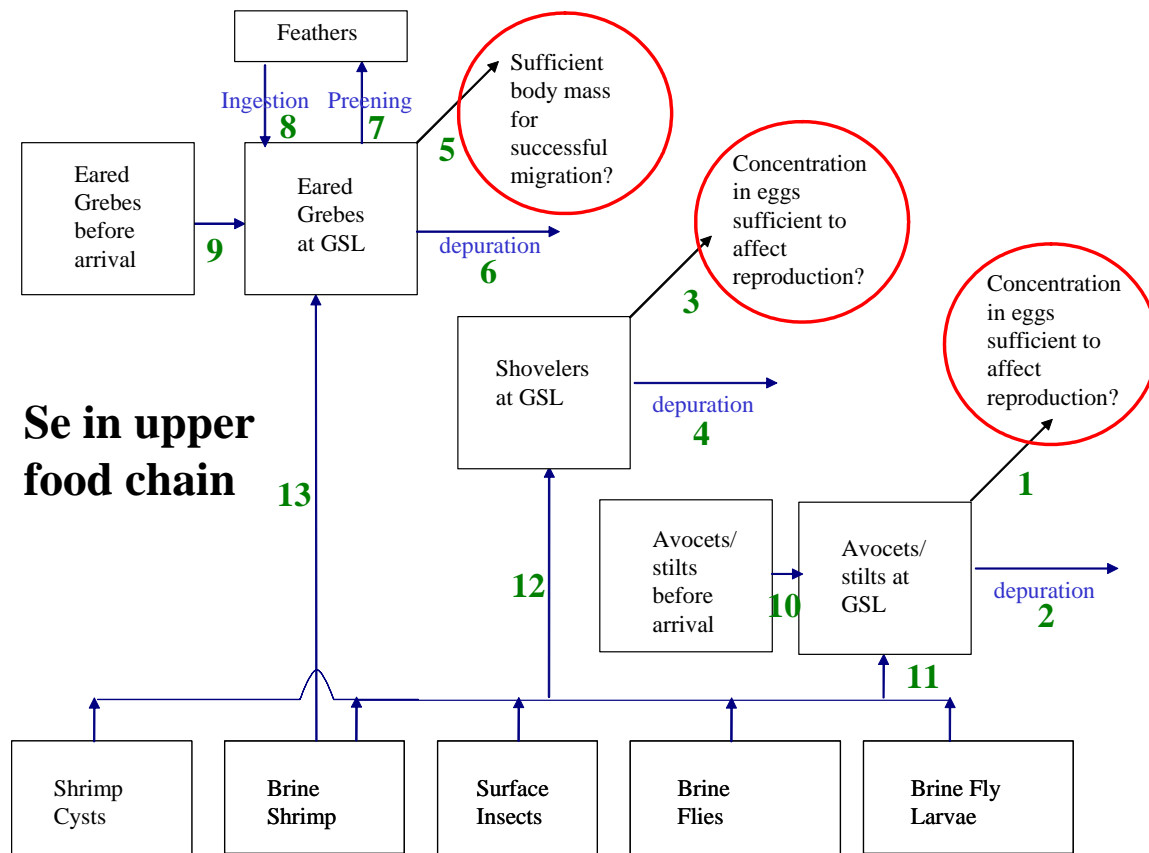 Feathers
Ingestion
Preening
8
7
5
Sufficient
body mass
for
successful
migration?
Eared
Grebes
before
arrival
9
Eared
Grebes
at GSL
depuration
6
Concentration
in eggs
sufficient to
affect
reproduction?
3
Shovelers
at GSL
depuration
4
Concentration
in eggs
sufficient to
affect
reproduction?
1
Se in upper
food chain
13
12
Avocets/
stilts
before
arrival
10
Avocets/
stilts at
GSL
depuration
2
11
Shrimp
Cysts
Brine
Shrimp
Surface
Insects
Brine
Flies
Brine Fly
Larvae